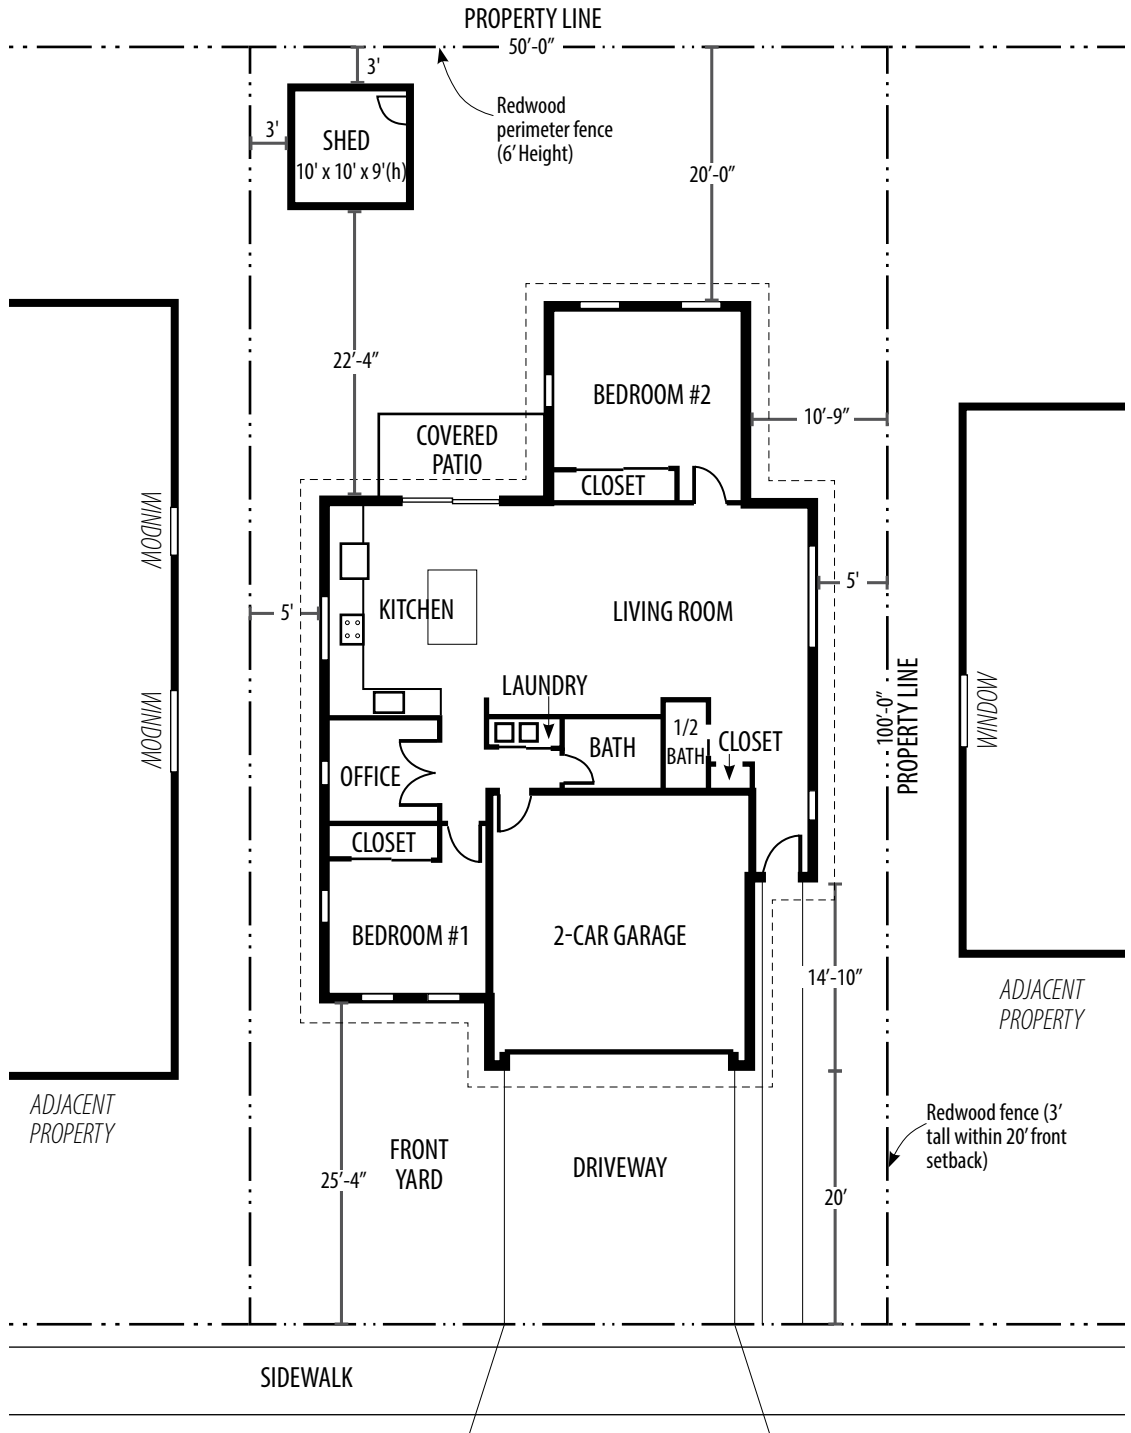 PROPERTY LINE
50’-0”
3'
Redwood
perimeter fence
(6’ Height)
3'
SHED
10' x 10' x 9'(h)
20’-0”
22’-4”
BEDROOM #2
10’-9”
COVERED
PATIO
CLOSET
WINDOW
5'
5'
KITCHEN
LIVING ROOM
LAUNDRY
WINDOW
100’-0”
PROPERTY LINE
WINDOW
1/2
BATH
BATH
CLOSET
OFFICE
CLOSET
BEDROOM #1
2-CAR GARAGE
14’-10”
ADJACENT
PROPERTY
ADJACENT
PROPERTY
Redwood fence (3’
tall within 20’ front
setback)
FRONT
YARD
DRIVEWAY
25’-4”
20’
SIDEWALK